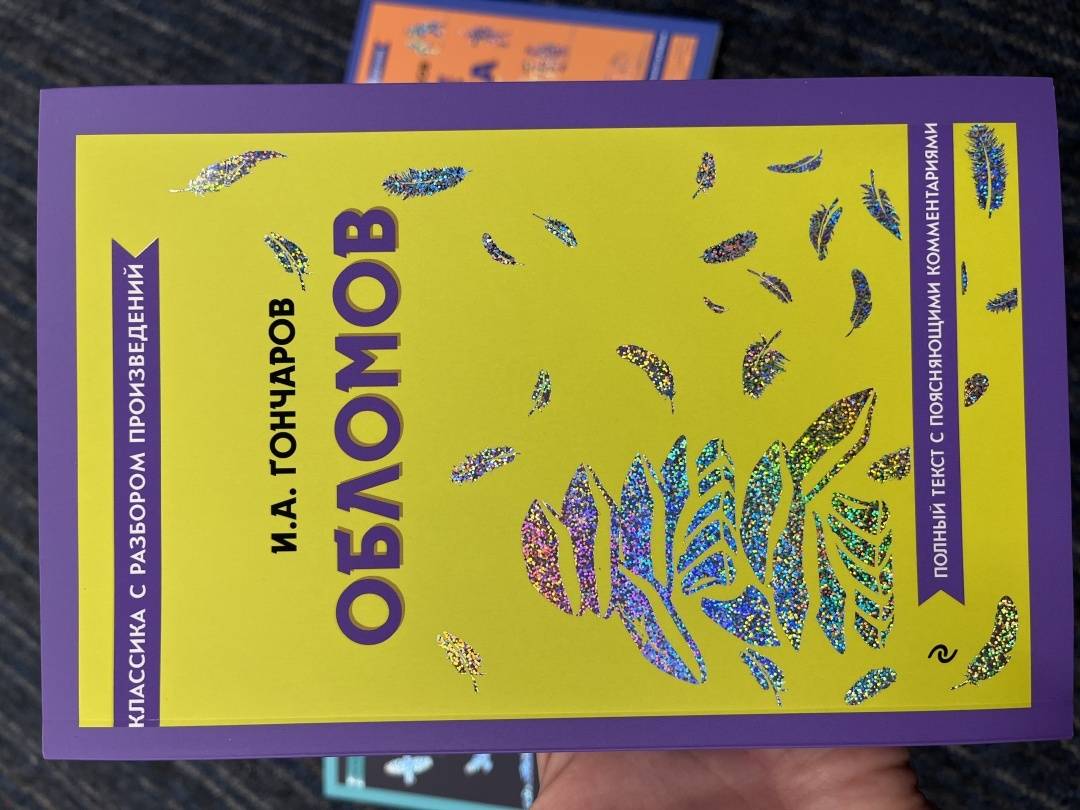 КЛАССИКА С РАЗБОРОМ ПРОИЗВЕДЕНИЙ
И.А. ГОНЧАРОВ
ОБЛОМОВ
ПОЛНЫЙ ТЕКСТ С ПОЯСНЯЮЩИМИ КОММЕНТАРИЯМИ